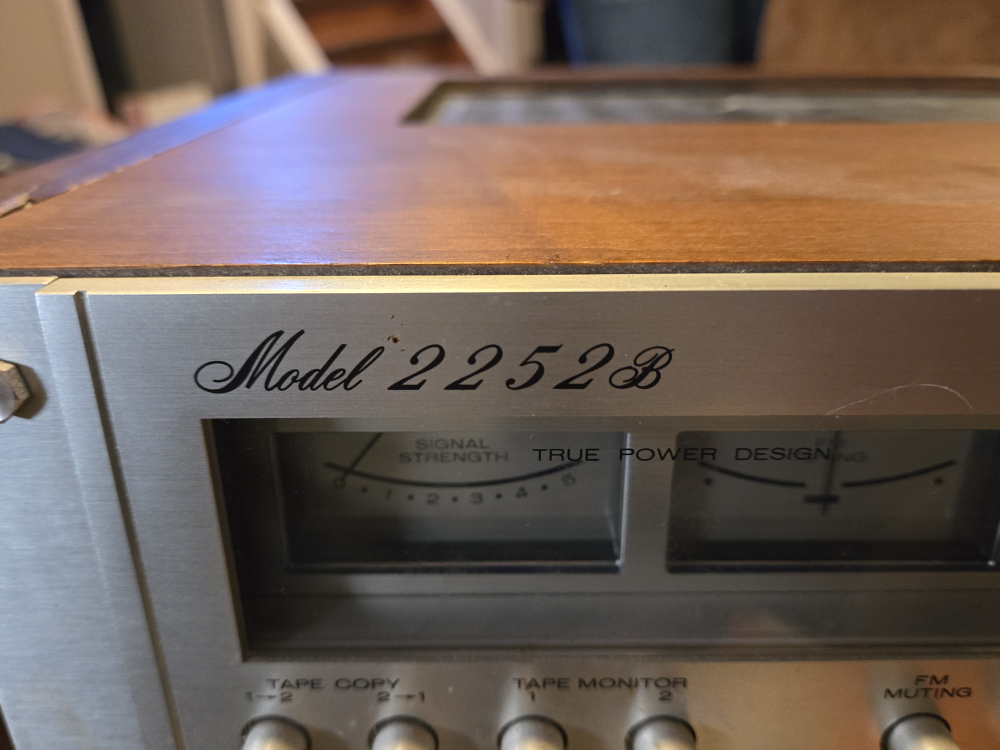 Model 2252B
SIGNAL
STRENGTH
TRUE POWER DESIGN
0 • 1 • 2 • 3 • 4 • 5
TAPE COPY
1→2 2→1
TAPE MONITOR
1 2
FM
MUTING